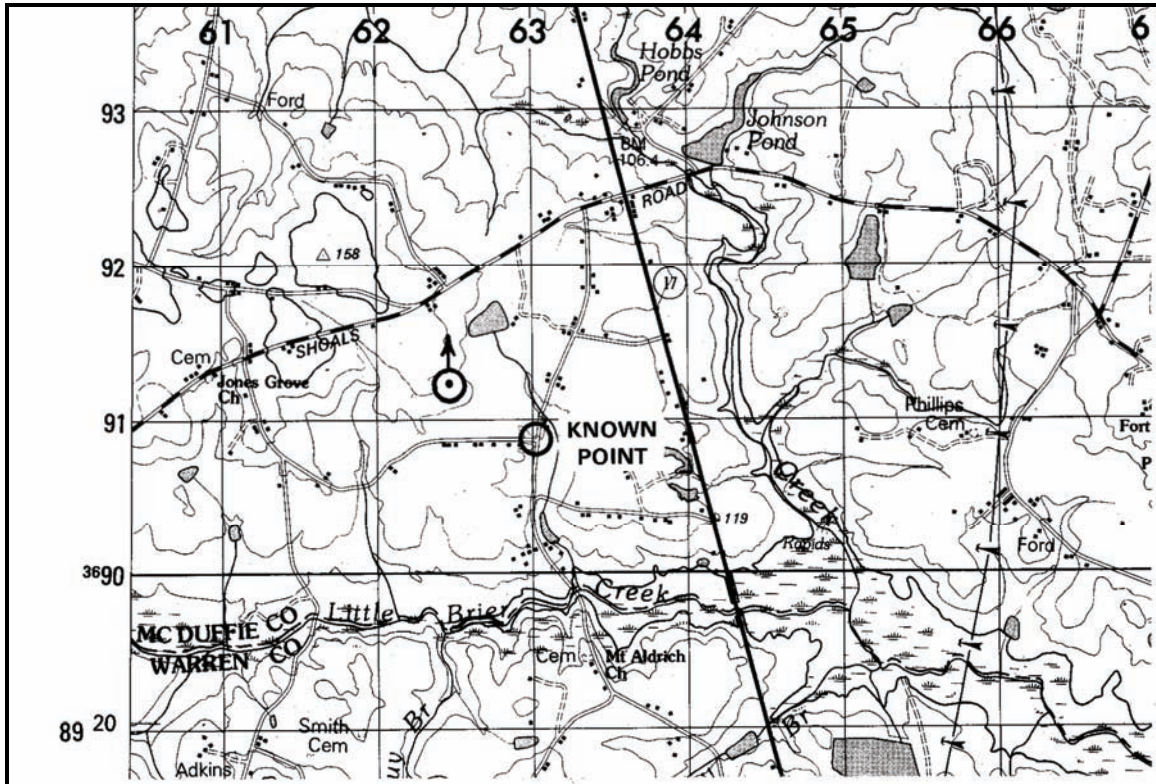 61 62 63 64 65 66 6
Hobbs
Pond
Ford
93
Johnson
Pond
BM
106.4
ROAD
92
158
17
SHOALS
Cem
Jones Grove
Ch
91
KNOWN
POINT
Phillips
Cem
Fort
P
Creek
119
Rapids
Ford
3690
Little Brier Creek
MC DUFFIE CO
WARREN CO
Cem
Mt Aldrich
Ch
Br
Br
89 20
Smith
Cem
Adkins